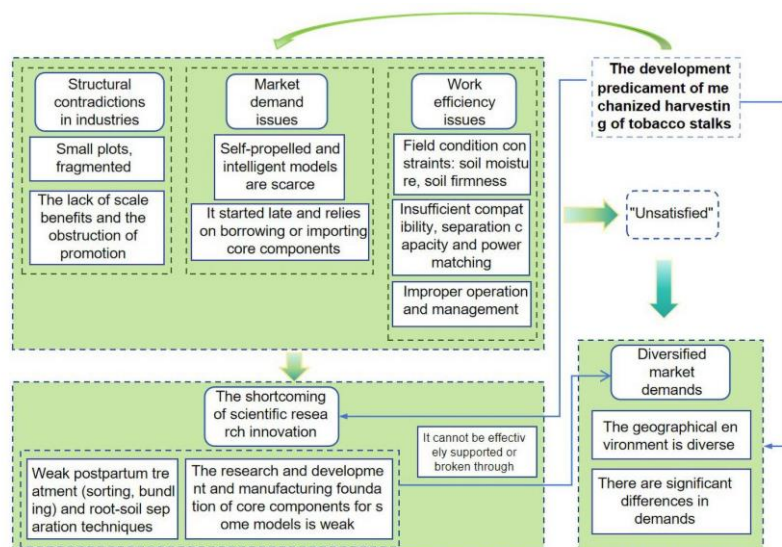 Structural
contradictions
in industries
Small plots,
fragmented
The lack of scale
benefits and the
obstruction of
promotion
Market
demand
issues
Self-propelled and
intelligent models
are scarce
It started late and relies
on borrowing or importing
core components
Work
efficiency
issues
Field condition con
straints: soil moistu
re, soil firmness
Insufficient compat
ibility, separation c
apacity and power
matching
Improper operation
and management
The development
predicament of me
chanized harvestin
g of tobacco stalks
"Unsatisfied"
Diversified
market
demands
The geographical en
vironment is diverse
There are significant
differences in
demands
The shortcoming
of scientific resea
rch innovation
It cannot be effectiv
ely supported or
broken through
Weak postpartum tre
atment (sorting, bundl
ing) and root-soil sep
aration techniques
The research and developme
nt and manufacturing founda
tion of core components for s
ome models is weak